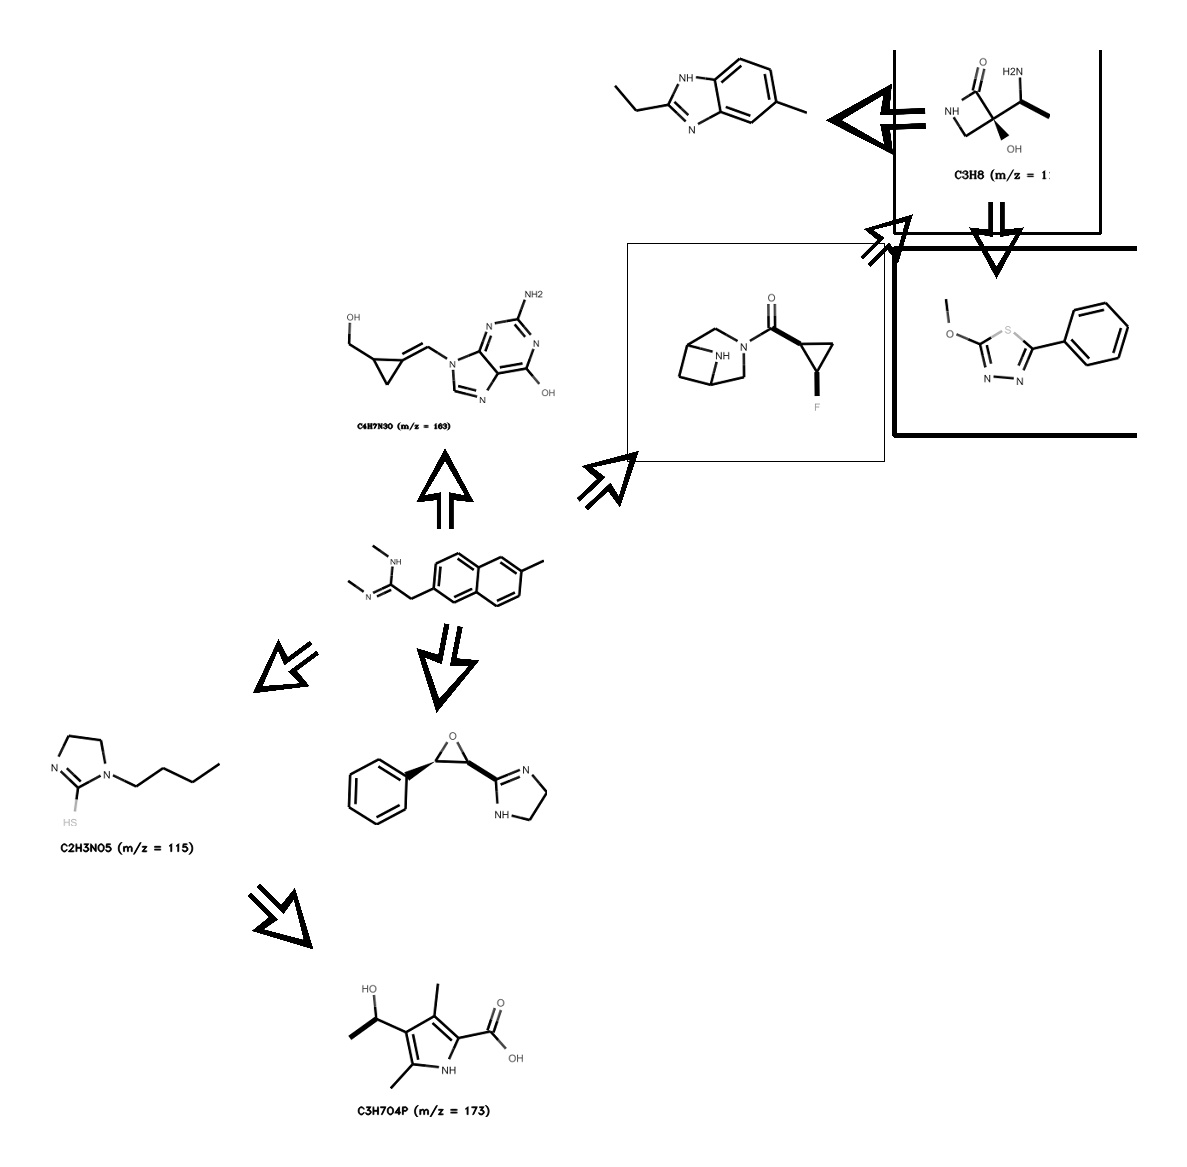 NH
N
O
H2N
NH
OH
C3H8 (m/z = 1
OH
NH2
N
N
N
N
OH
C4H7N3O (m/z = 163)
O
N
NH
F
O
S
N
N
NH
N
N
N
HS
C2H3NO5 (m/z = 115)
O
N
NH
HO
O
OH
NH
C3H7O4P (m/z = 173)